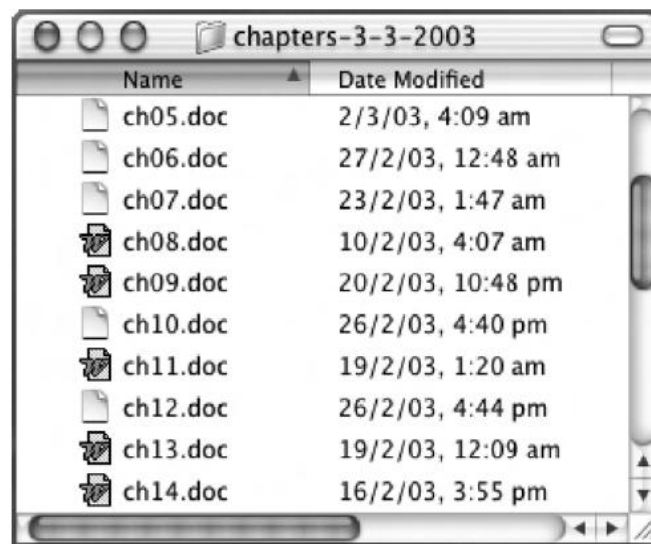 chapters-3-3-2003
Name Date Modified
ch05.doc 2/3/03, 4:09 am
ch06.doc 27/2/03, 12:48 am
ch07.doc 23/2/03, 1:47 am
ch08.doc 10/2/03, 4:07 am
ch09.doc 20/2/03, 10:48 pm
ch10.doc 26/2/03, 4:40 pm
ch11.doc 19/2/03, 1:20 am
ch12.doc 26/2/03, 4:44 pm
ch13.doc 19/2/03, 12:09 am
ch14.doc 16/2/03, 3:55 pm